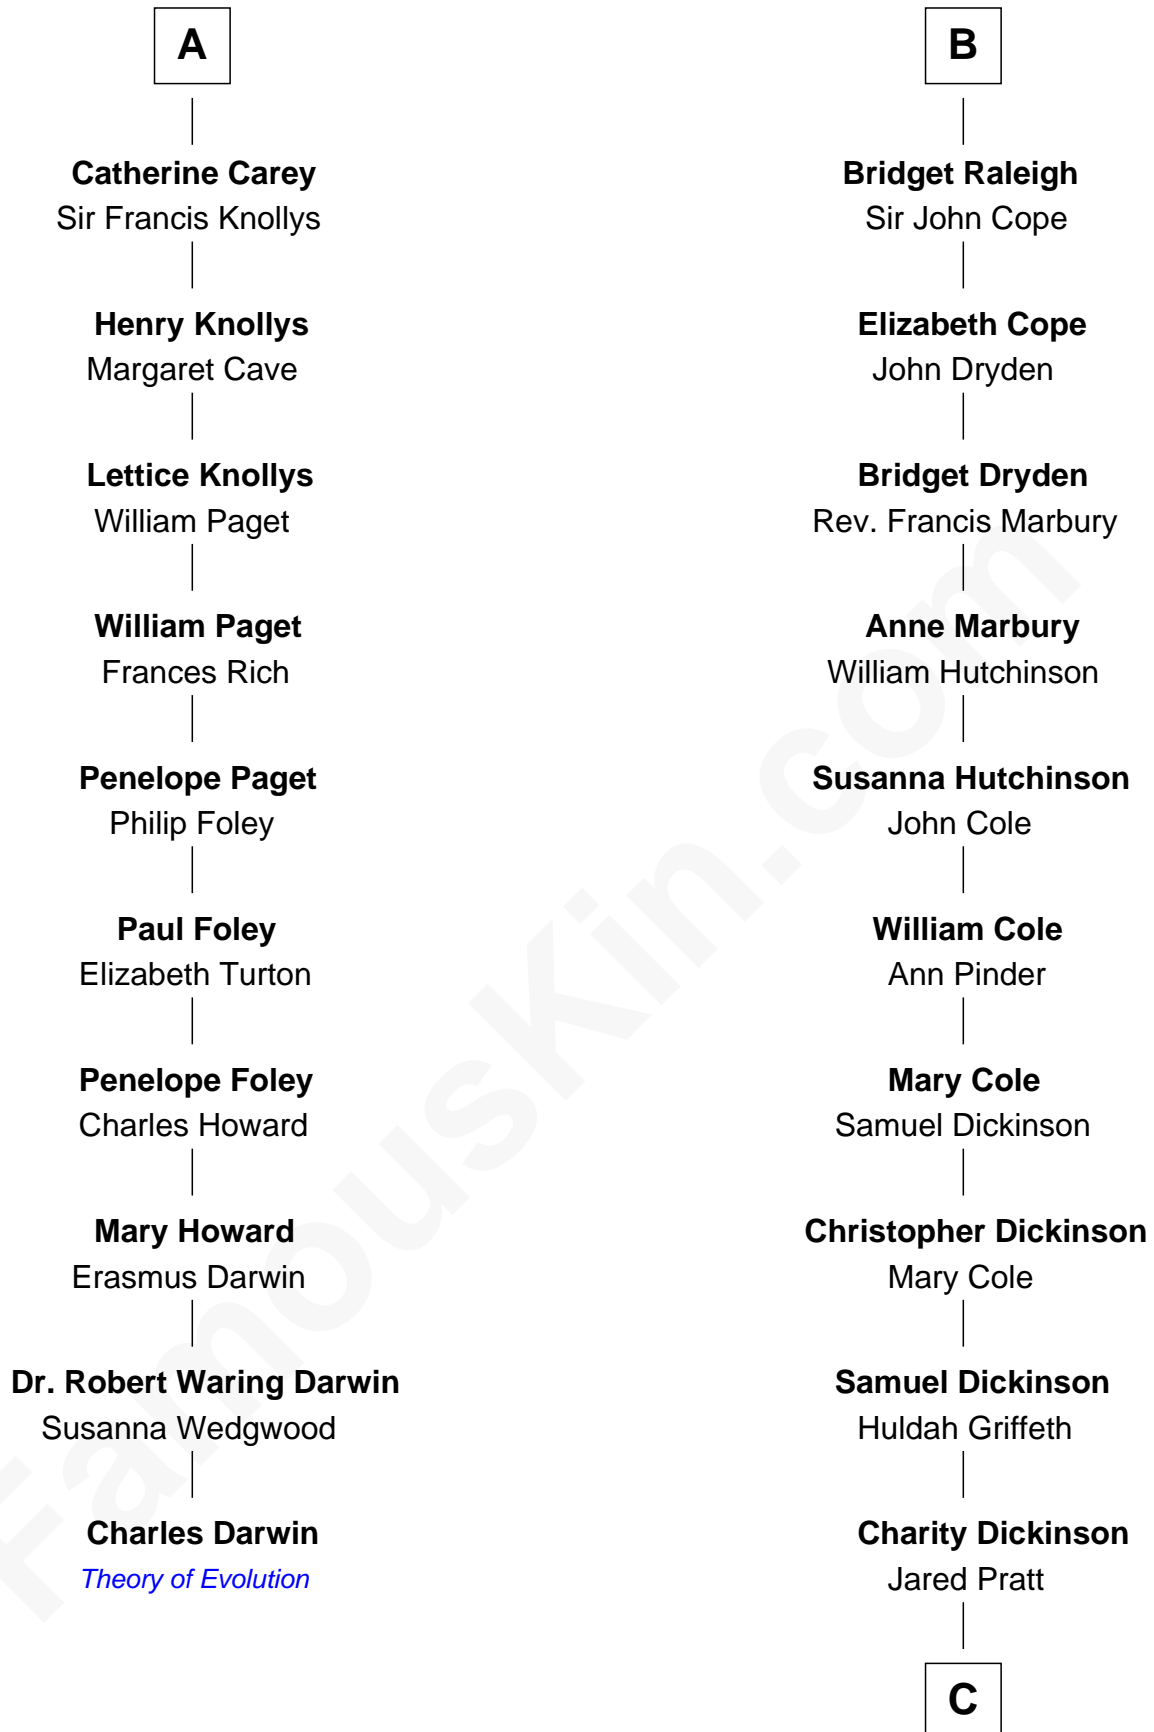 A
Catherine Carey
Sir Francis Knollys
Henry Knollys
Margaret Cave
Lettice Knollys
William Paget
William Paget
Frances Rich
Penelope Paget
Philip Foley
Paul Foley
Elizabeth Turton
Penelope Foley
Charles Howard
Mary Howard
Erasmus Darwin
Dr. Robert Waring Darwin
Susanna Wedgwood
Charles Darwin
Theory of Evolution
B
Bridget Raleigh
Sir John Cope
Elizabeth Cope
John Dryden
Bridget Dryden
Rev. Francis Marbury
Anne Marbury
William Hutchinson
Susanna Hutchinson
John Cole
William Cole
Ann Pinder
Mary Cole
Samuel Dickinson
Christopher Dickinson
Mary Cole
Samuel Dickinson
Huldah Griffeth
Charity Dickinson
Jared Pratt
C
FamousKin.com